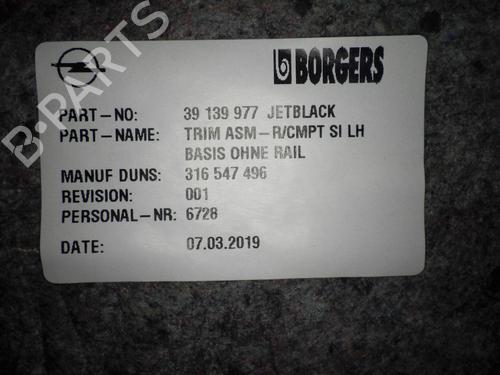 BORGERS
PART-NO: 39 139 977 JETBLACK
PART-NAME: TRIM ASM-R/CMPT SI LH
BASIS OHNE RAIL
MANUF DUNS: 316 547 496
REVISION: 001
PERSONAL-NR: 6728
DATE: 07.03.2019
B-PARTS